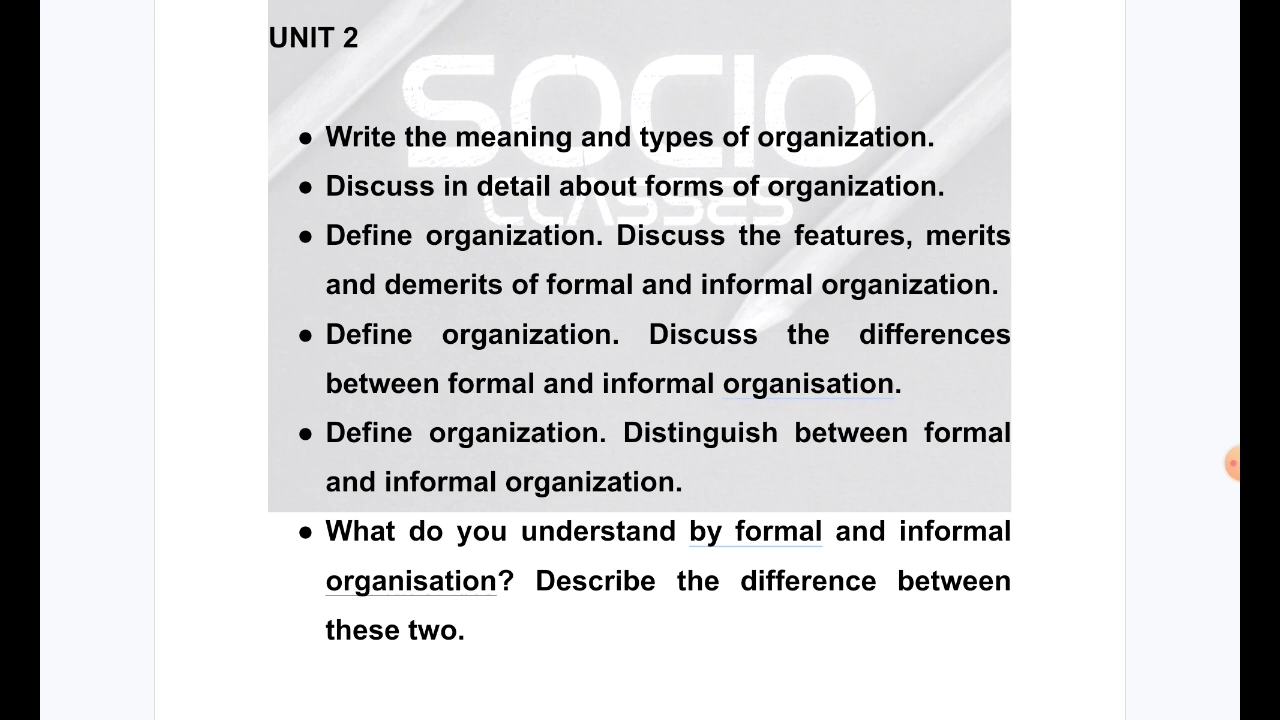 UNIT 2
SOCIO
CLASSES
● Write the meaning and types of organization.
● Discuss in detail about forms of organization.
● Define organization. Discuss the features, merits
and demerits of formal and informal organization.
● Define organization. Discuss the differences
between formal and informal organisation.
● Define organization. Distinguish between formal
and informal organization.
● What do you understand by formal and informal
organisation? Describe the difference between
these two.